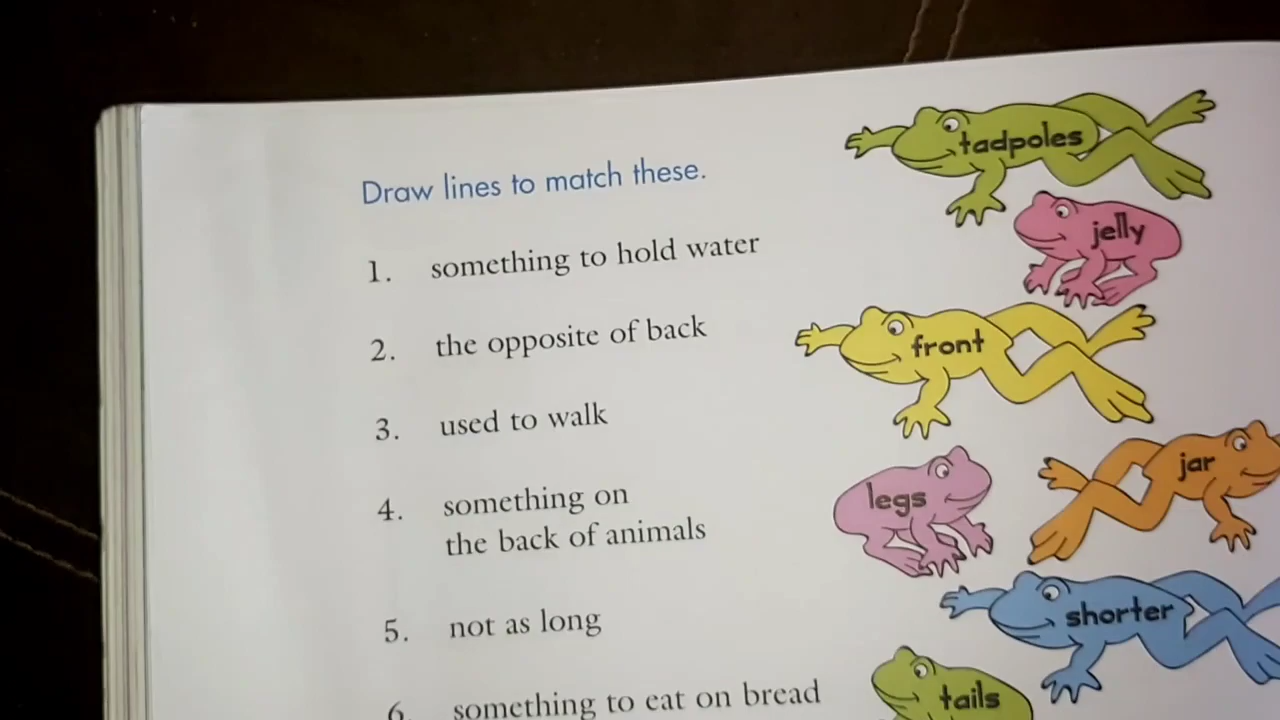 Draw lines to match these.
1. something to hold water
2. the opposite of back
3. used to walk
4. something on
the back of animals
5. not as long
6. something to eat on bread
tadpoles
jelly
front
legs
jar
shorter
tails